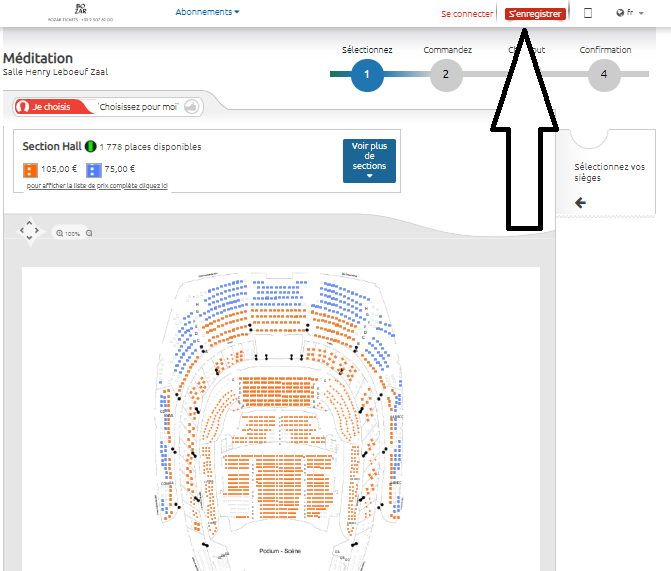 BO
ZAR
BOZAR TICKETS : +32 2 507 82 00
Abonnements
Se connecter
S'enregistrer
fr
Méditation
Salle Henry Leboeuf Zaal
Sélectionnez
Commandez
Confirmation
1
2
4
Je choisis
'Choisissez pour moi'
Section Hall
1 778 places disponibles
105,00 €
75,00 €
pour afficher la liste de prix complète cliquez ici
Voir plus
de
sections
Sélectionnez vos
sièges
100%
Podium - Scène